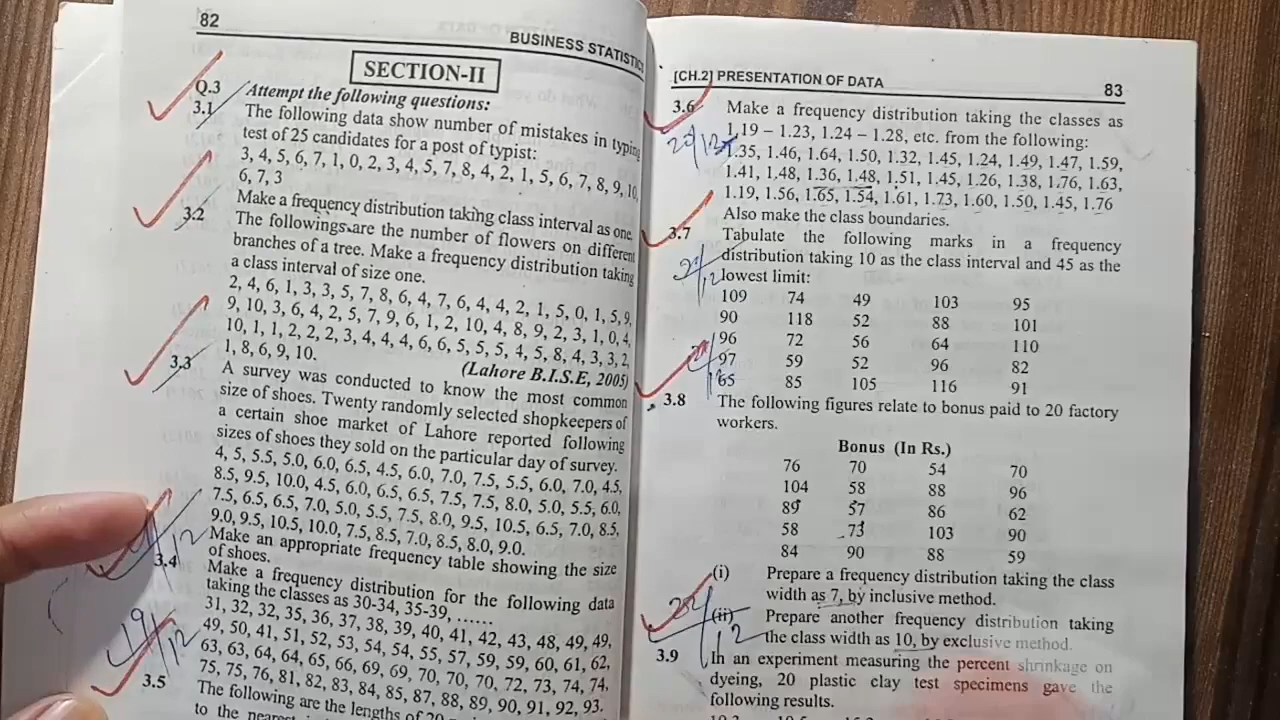 82
BUSINESS STATISTIC
SECTION-II
Q.3 Attempt the following questions:
3.1 The following data show number of mistakes in typing
test of 25 candidates for a post of typist:
3, 4, 5, 6, 7, 1, 0, 2, 3, 4, 5, 7, 8, 4, 2, 1, 5, 6, 7, 8, 9, 10,
6, 7, 3
Make a frequency distribution taking class interval as one.
3.2 The followings are the number of flowers on different
branches of a tree. Make a frequency distribution taking
a class interval of size one.
2, 4, 6, 1, 3, 3, 5, 7, 8, 6, 4, 7, 6, 4, 4, 2, 1, 5, 0, 1, 5, 9,
9, 10, 3, 6, 4, 2, 5, 7, 9, 6, 1, 2, 10, 4, 8, 9, 2, 3, 1, 0, 4,
10, 1, 1, 2, 2, 2, 3, 4, 4, 4, 6, 6, 5, 5, 5, 4, 5, 8, 4, 3, 3, 2,
1, 8, 6, 9, 10.
(Lahore B.I.S.E, 2005)
3.3 A survey was conducted to know the most common
size of shoes. Twenty randomly selected shopkeepers of
a certain shoe market of Lahore reported following
sizes of shoes they sold on the particular day of survey.
4, 5, 5.5, 5.0, 6.0, 6.5, 4.5, 6.0, 7.0, 7.5, 5.5, 6.0, 7.0, 4.5,
8.5, 9.5, 10.0, 4.5, 6.0, 6.5, 6.5, 7.5, 7.5, 8.0, 5.0, 5.5, 6.0,
7.5, 6.5, 6.5, 7.0, 5.0, 5.5, 7.5, 8.0, 9.5, 10.5, 6.5, 7.0, 8.5,
9.0, 9.5, 10.5, 10.0, 7.5, 8.5, 7.0, 8.5, 8.0, 9.0.
Make an appropriate frequency table showing the size
of shoes.
3.4 Make a frequency distribution for the following data
taking the classes as 30-34, 35-39, ......
31, 32, 32, 35, 36, 37, 38, 39, 40, 41, 42, 43, 48, 49, 49,
49, 50, 41, 51, 52, 53, 54, 54, 55, 57, 59, 59, 60, 61, 62,
63, 63, 64, 64, 65, 66, 69, 69, 70, 70, 70, 72, 73, 74, 74,
75, 75, 76, 81, 82, 83, 84, 85, 87, 88, 89, 90, 91, 92, 93.
19/12
3.5 The following are the lengths of 20
to the nearest
[CH.2] PRESENTATION OF DATA
83
3.6 Make a frequency distribution taking the classes as
1.19 – 1.23, 1.24 – 1.28, etc. from the following:
20/12
1.35, 1.46, 1.64, 1.50, 1.32, 1.45, 1.24, 1.49, 1.47, 1.59,
1.41, 1.48, 1.36, 1.48, 1.51, 1.45, 1.26, 1.38, 1.76, 1.63,
1.19, 1.56, 1.65, 1.54, 1.61, 1.73, 1.60, 1.50, 1.45, 1.76
Also make the class boundaries.
3.7 Tabulate the following marks in a frequency
distribution taking 10 as the class interval and 45 as the
lowest limit:
109 74 49 103 95
90 118 52 88 101
96 72 56 64 110
97 59 52 96 82
65 85 105 116 91
3.8 The following figures relate to bonus paid to 20 factory
workers.
Bonus (In Rs.)
76 70 54 70
104 58 88 96
89 57 86 62
58 73 103 90
84 90 88 59
(i) Prepare a frequency distribution taking the class
width as 7, by inclusive method.
(ii) Prepare another frequency distribution taking
the class width as 10, by exclusive method.
3.9 In an experiment measuring the percent shrinkage on
dyeing, 20 plastic clay test specimens gave the
following results.